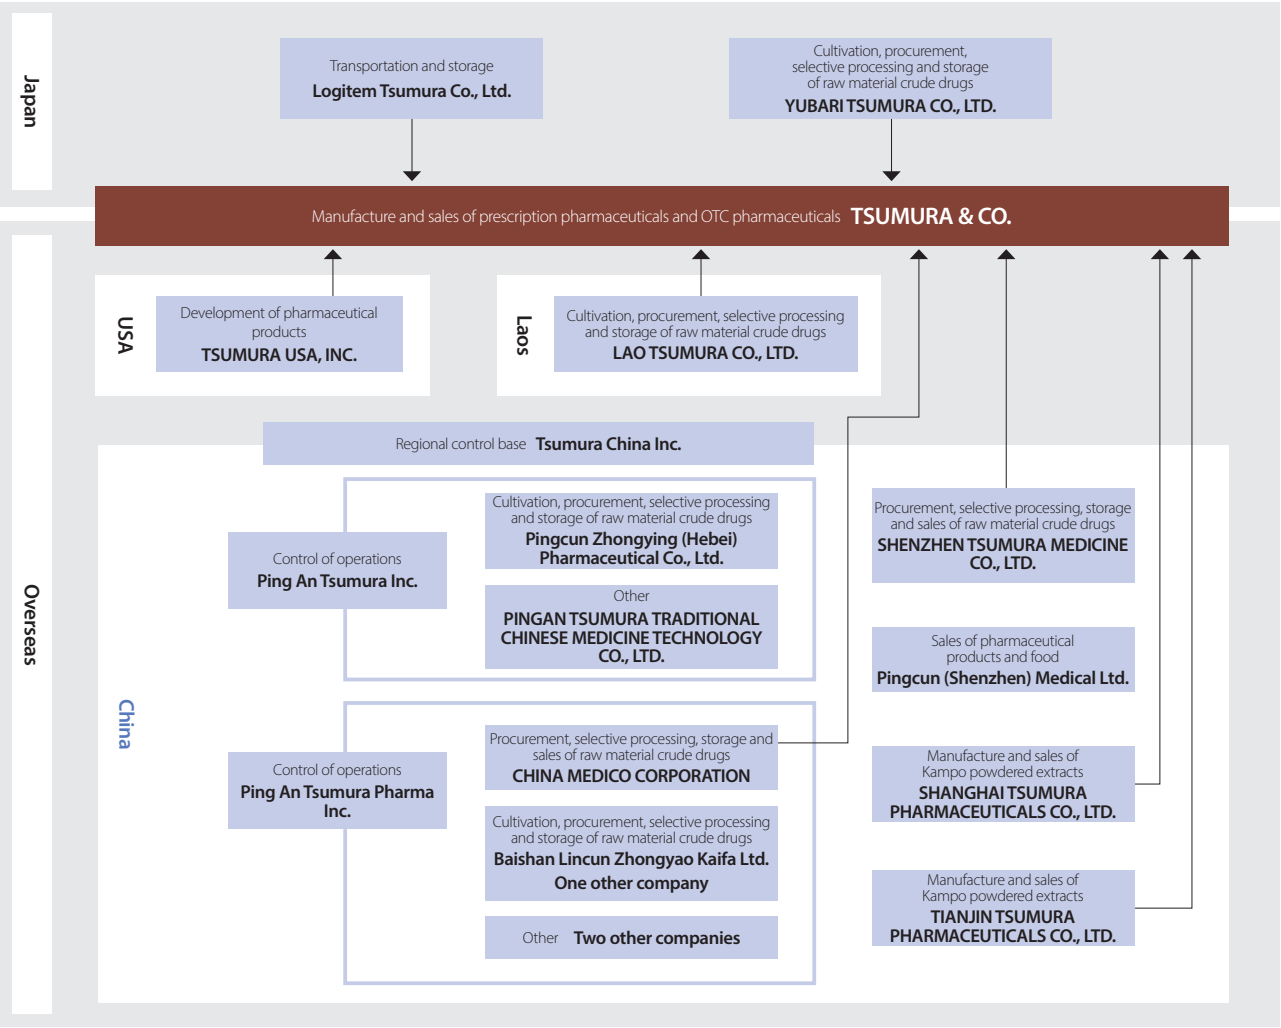 Japan
Transportation and storage
Logitem Tsumura Co., Ltd.
Cultivation, procurement,
selective processing and storage
of raw material crude drugs
YUBARI TSUMURA CO., LTD.
Manufacture and sales of prescription pharmaceuticals and OTC pharmaceuticals TSUMURA & CO.
Overseas
USA
Development of pharmaceutical
products
TSUMURA USA, INC.
Laos
Cultivation, procurement, selective processing
and storage of raw material crude drugs
LAO TSUMURA CO., LTD.
China
Regional control base Tsumura China Inc.
Control of operations
Ping An Tsumura Inc.
Cultivation, procurement, selective processing
and storage of raw material crude drugs
Pingcun Zhongying (Hebei)
Pharmaceutical Co., Ltd.
Other
PINGAN TSUMURA TRADITIONAL
CHINESE MEDICINE TECHNOLOGY
CO., LTD.
Control of operations
Ping An Tsumura Pharma
Inc.
Procurement, selective processing, storage and
sales of raw material crude drugs
CHINA MEDICO CORPORATION
Cultivation, procurement, selective processing
and storage of raw material crude drugs
Baishan Lincun Zhongyao Kaifa Ltd.
One other company
Other Two other companies
Procurement, selective processing, storage
and sales of raw material crude drugs
SHENZHEN TSUMURA MEDICINE
CO., LTD.
Sales of pharmaceutical
products and food
Pingcun (Shenzhen) Medical Ltd.
Manufacture and sales of
Kampo powdered extracts
SHANGHAI TSUMURA
PHARMACEUTICALS CO., LTD.
Manufacture and sales of
Kampo powdered extracts
TIANJIN TSUMURA
PHARMACEUTICALS CO., LTD.